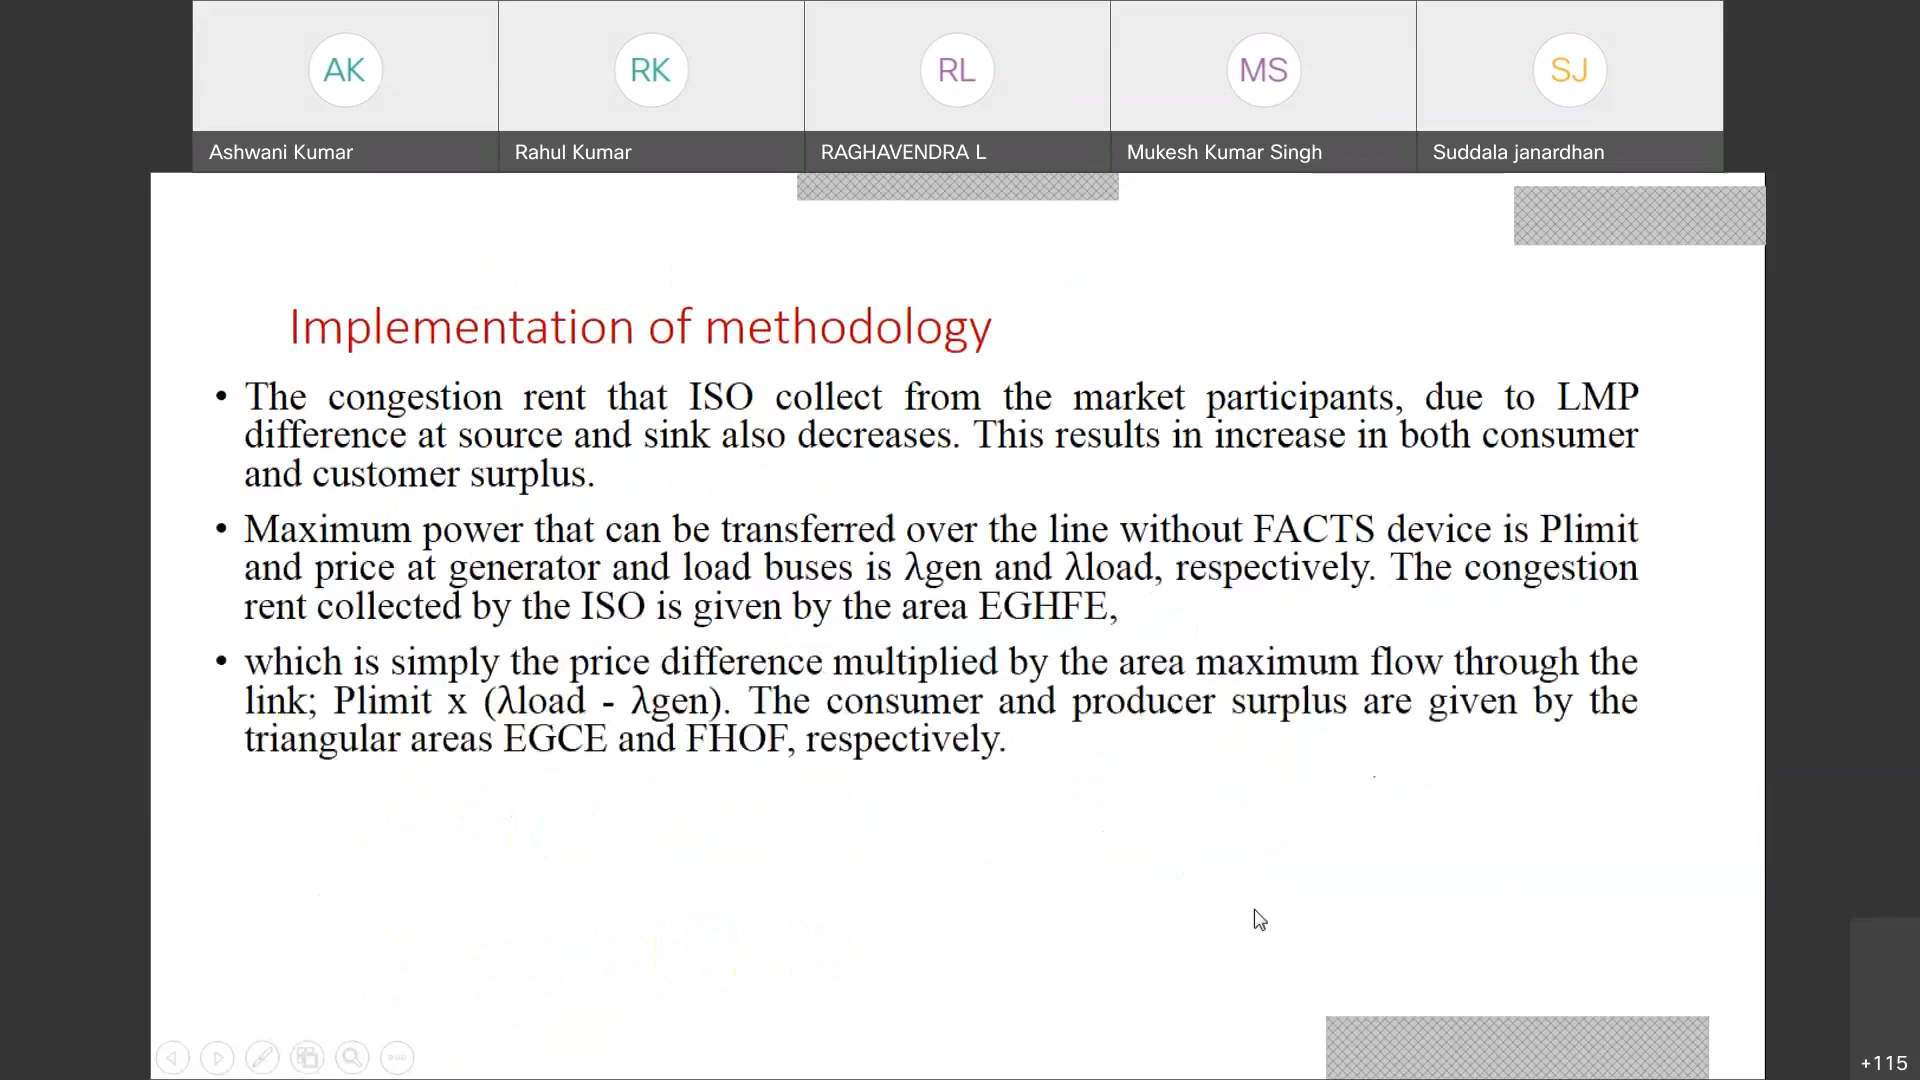 AK RK RL MS SJ
Ashwani Kumar Rahul Kumar RAGHAVENDRA L Mukesh Kumar Singh Suddala janardhan
Implementation of methodology
• The congestion rent that ISO collect from the market participants, due to LMP
difference at source and sink also decreases. This results in increase in both consumer
and customer surplus.
• Maximum power that can be transferred over the line without FACTS device is Plimit
and price at generator and load buses is λgen and λload, respectively. The congestion
rent collected by the ISO is given by the area EGHFE,
• which is simply the price difference multiplied by the area maximum flow through the
link; Plimit x (λload - λgen). The consumer and producer surplus are given by the
triangular areas EGCE and FHOF, respectively.
+115